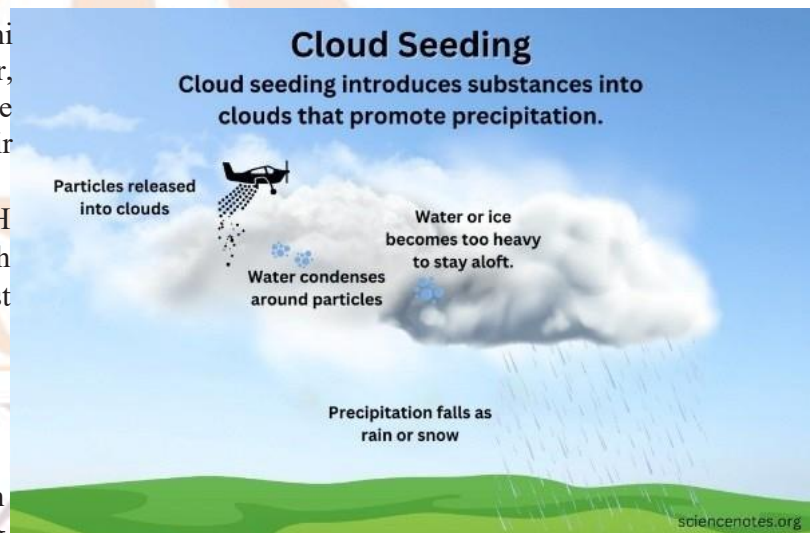 Cloud Seeding
Cloud seeding introduces substances into
clouds that promote precipitation.
Particles released
into clouds
Water or ice
becomes too heavy
to stay aloft.
Water condenses
around particles
Precipitation falls as
rain or snow
sciencenotes.org